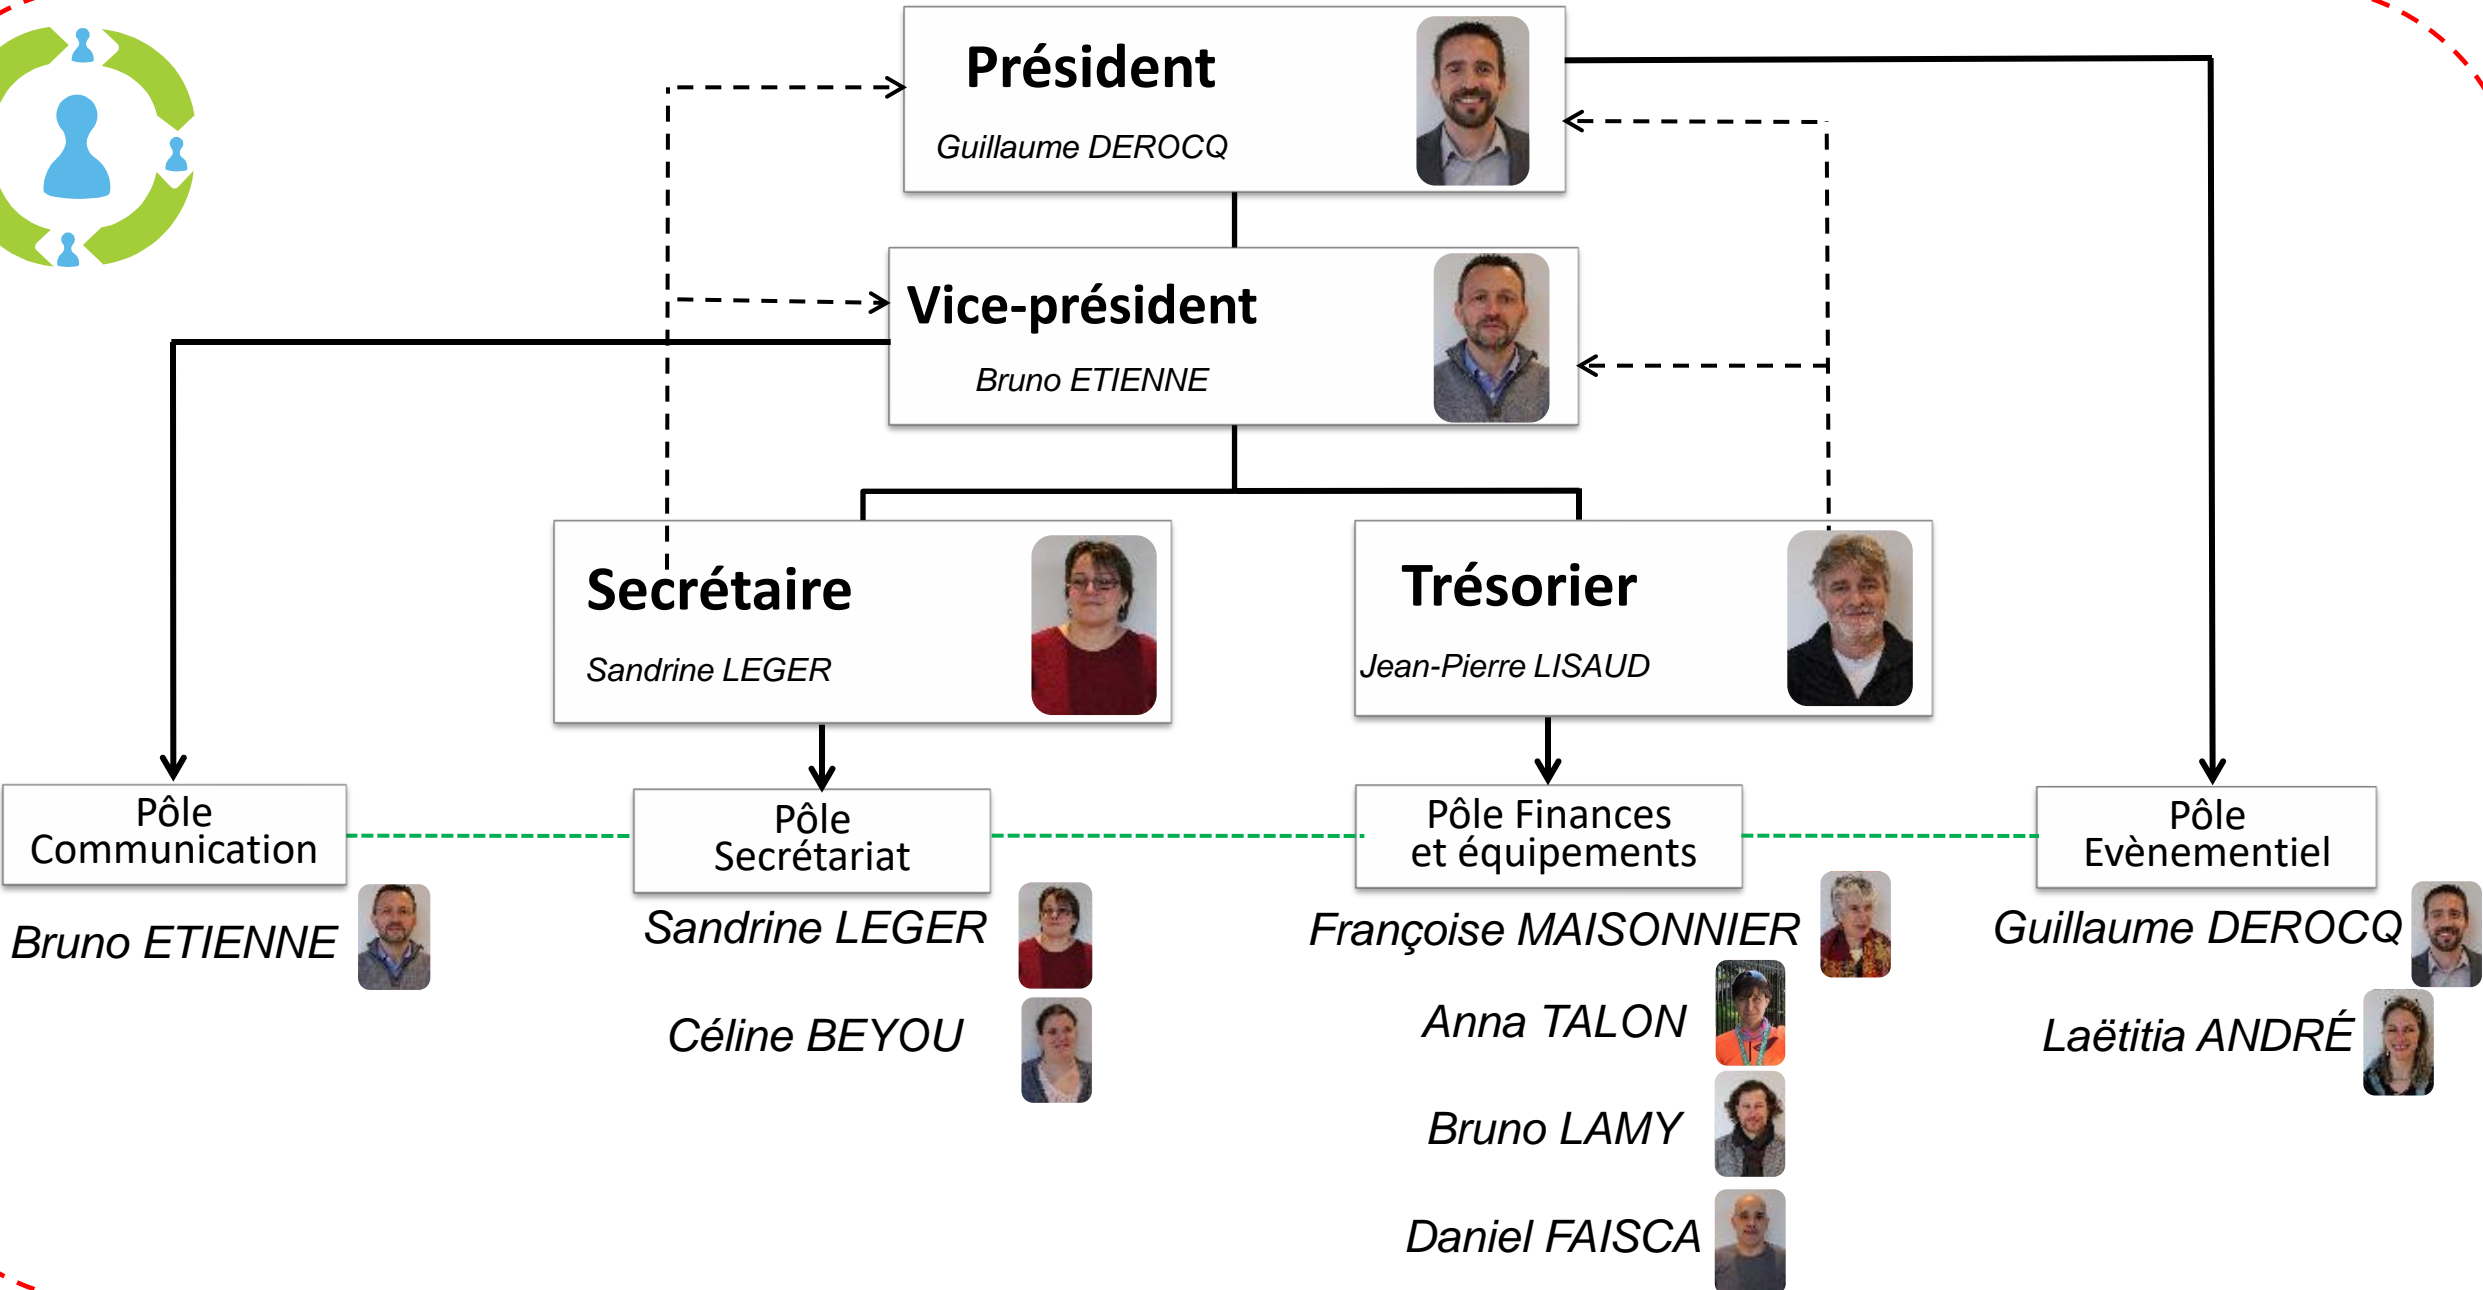 Président
Guillaume DEROCQ
Vice-président
Bruno ETIENNE
Secrétaire
Sandrine LEGER
Trésorier
Jean-Pierre LISAUD
Pôle
Communication
Bruno ETIENNE
Pôle
Secrétariat
Sandrine LEGER
Céline BEYOU
Pôle Finances
et équipements
Françoise MAISONNIER
Anna TALON
Bruno LAMY
Daniel FAISCA
Pôle
Evènementiel
Guillaume DEROCQ
Laëtitia ANDRÉ